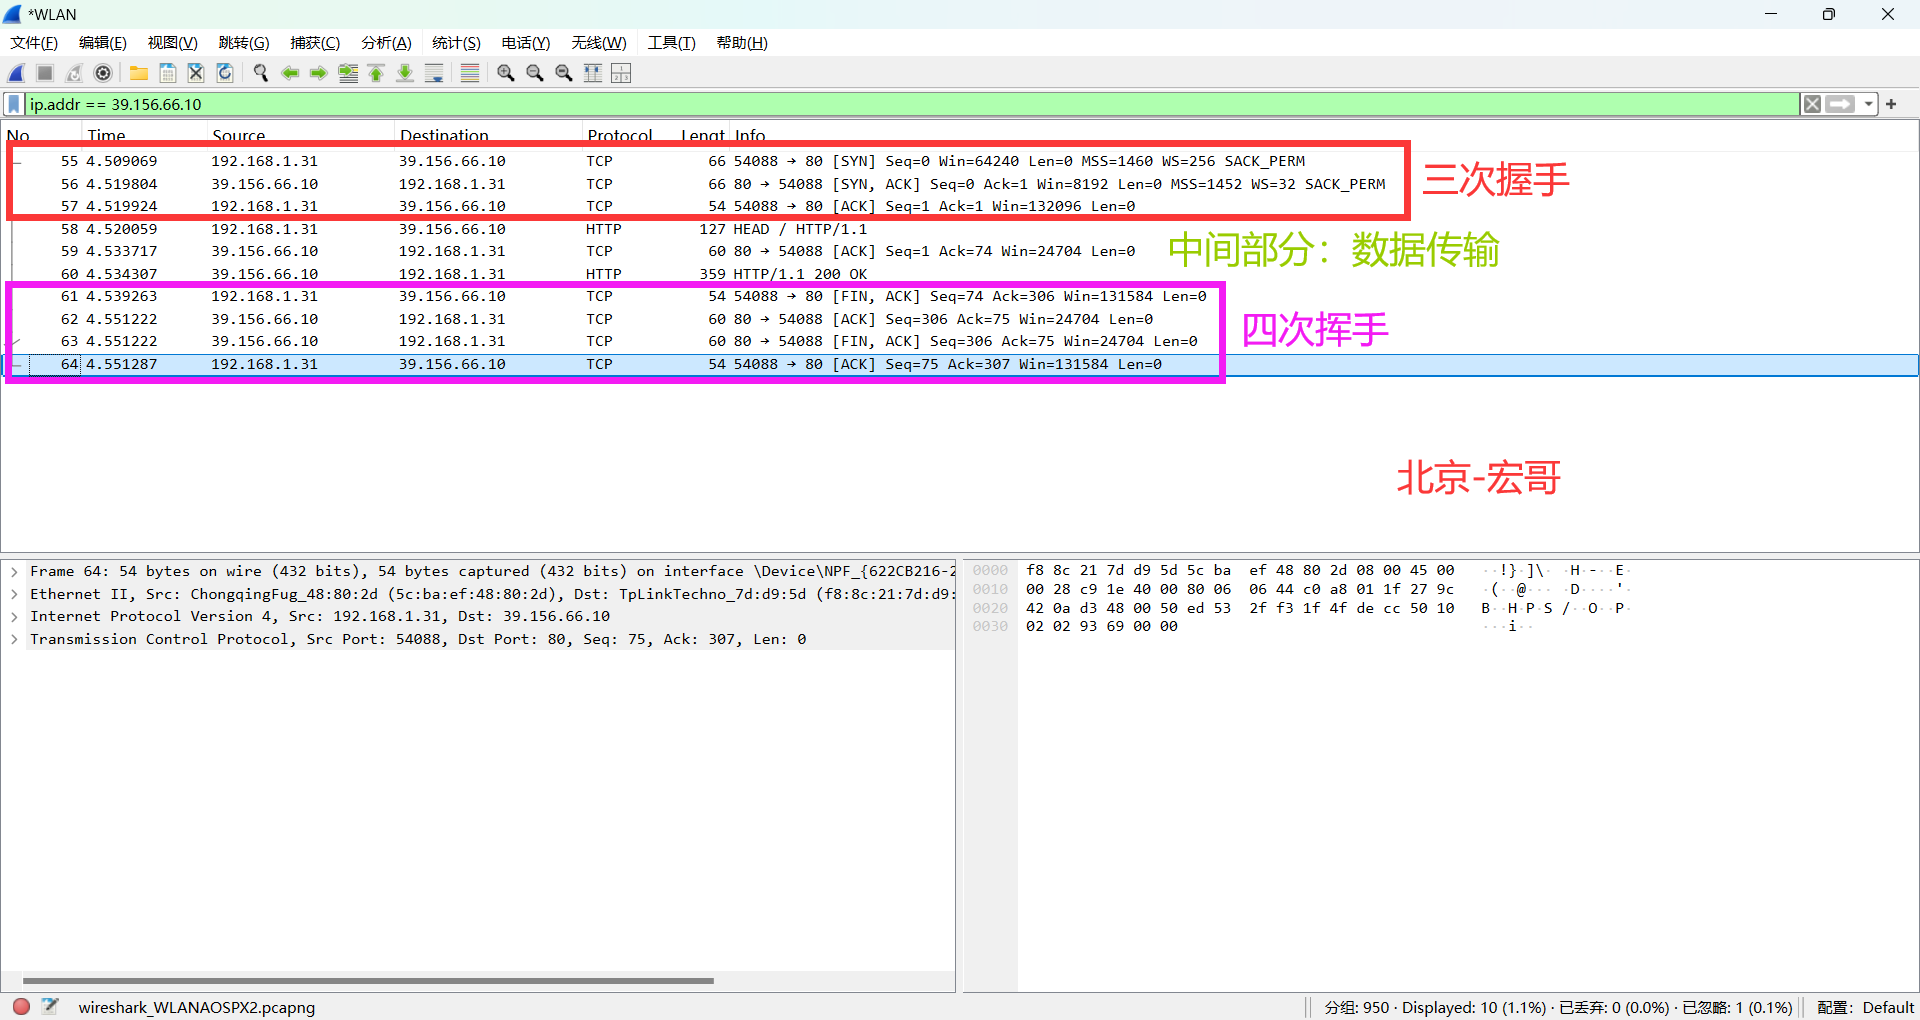 *WLAN
文件(F) 编辑(E) 视图(V) 跳转(G) 捕获(C) 分析(A) 统计(S) 电话(Y) 无线(W) 工具(T) 帮助(H)
ip.addr == 39.156.66.10
No. Time Source Destination Protocol Lengt Info
55 4.509069 192.168.1.31 39.156.66.10 TCP 66 54088 → 80 [SYN] Seq=0 Win=64240 Len=0 MSS=1460 WS=256 SACK_PERM
56 4.519804 39.156.66.10 192.168.1.31 TCP 66 80 → 54088 [SYN, ACK] Seq=0 Ack=1 Win=8192 Len=0 MSS=1452 WS=32 SACK_PERM
三次握手
57 4.519924 192.168.1.31 39.156.66.10 TCP 54 54088 → 80 [ACK] Seq=1 Ack=1 Win=132096 Len=0
58 4.520059 192.168.1.31 39.156.66.10 HTTP 127 HEAD / HTTP/1.1
59 4.533717 39.156.66.10 192.168.1.31 TCP 60 80 → 54088 [ACK] Seq=1 Ack=74 Win=24704 Len=0
中间部分：数据传输
60 4.534307 39.156.66.10 192.168.1.31 HTTP 359 HTTP/1.1 200 OK
61 4.539263 192.168.1.31 39.156.66.10 TCP 54 54088 → 80 [FIN, ACK] Seq=74 Ack=306 Win=131584 Len=0
62 4.551222 39.156.66.10 192.168.1.31 TCP 60 80 → 54088 [ACK] Seq=306 Ack=75 Win=24704 Len=0
四次挥手
63 4.551222 39.156.66.10 192.168.1.31 TCP 60 80 → 54088 [FIN, ACK] Seq=306 Ack=75 Win=24704 Len=0
64 4.551287 192.168.1.31 39.156.66.10 TCP 54 54088 → 80 [ACK] Seq=75 Ack=307 Win=131584 Len=0
北京-宏哥
Frame 64: 54 bytes on wire (432 bits), 54 bytes captured (432 bits) on interface \Device\NPF_{622CB216-2
Ethernet II, Src: ChongqingFug_48:80:2d (5c:ba:ef:48:80:2d), Dst: TpLinkTechno_7d:d9:5d (f8:8c:21:7d:d9:
Internet Protocol Version 4, Src: 192.168.1.31, Dst: 39.156.66.10
Transmission Control Protocol, Src Port: 54088, Dst Port: 80, Seq: 75, Ack: 307, Len: 0
0000 f8 8c 21 7d d9 5d 5c ba ef 48 80 2d 08 00 45 00 ··!}·]\· ·H·-··E·
0010 00 28 c9 1e 40 00 80 06 06 44 c0 a8 01 1f 27 9c ·(··@··· ·D····'·
0020 42 0a d3 48 00 50 ed 53 2f f3 1f 4f de cc 50 10 B··H·P·S /··O··P·
0030 02 02 93 69 00 00 ···i··
wireshark_WLANAOSPX2.pcapng
分组: 950 · Displayed: 10 (1.1%) · 已丢弃: 0 (0.0%) · 已忽略: 1 (0.1%)
配置: Default